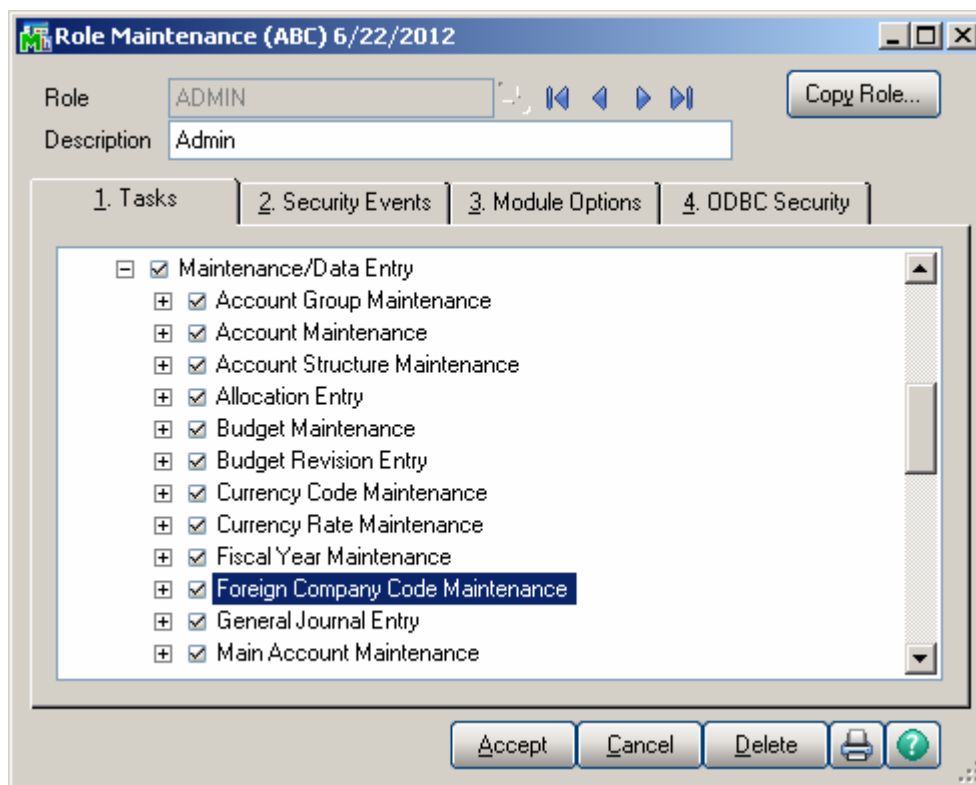 Role Maintenance (ABC) 6/22/2012
Role ADMIN Copy Role...
Description Admin
1. Tasks 2. Security Events 3. Module Options 4. ODBC Security
Maintenance/Data Entry
Account Group Maintenance
Account Maintenance
Account Structure Maintenance
Allocation Entry
Budget Maintenance
Budget Revision Entry
Currency Code Maintenance
Currency Rate Maintenance
Fiscal Year Maintenance
Foreign Company Code Maintenance
General Journal Entry
Main Account Maintenance
Accept Cancel Delete ?